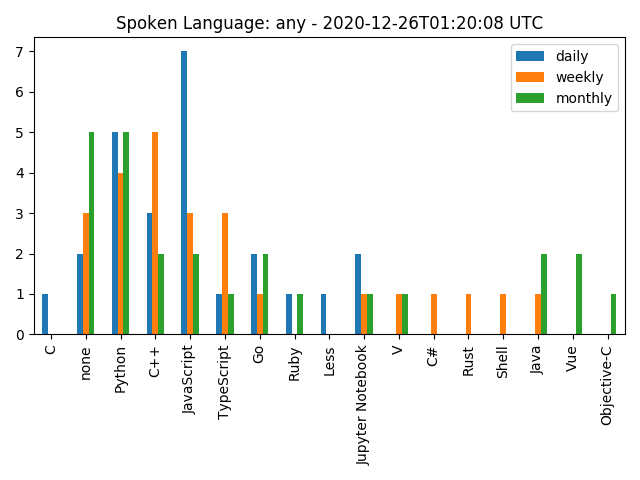 Spoken Language: any - 2020-12-26T01:20:08 UTC
daily
weekly
monthly
7
6
5
4
3
2
1
0
C
none
Python
C++
JavaScript
TypeScript
Go
Ruby
Less
Jupyter Notebook
V
C#
Rust
Shell
Java
Vue
Objective-C